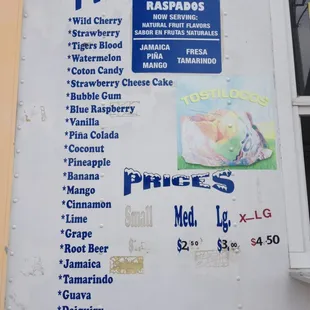 RASPADOS
NOW SERVING:
NATURAL FRUIT FLAVORS
SABOR EN FRUTAS NATURALES
JAMAICA
PIÑA
MANGO
FRESA
TAMARINDO
*Wild Cherry
*Strawberry
*Tigers Blood
*Watermelon
*Coton Candy
*Strawberry Cheese Cake
*Bubble Gum
*Blue Raspberry
*Vanilla
*Piña Colada
*Coconut
*Pineapple
*Banana
*Mango
*Cinnamon
*Lime
*Grape
*Root Beer
*Jamaica
*Tamarindo
*Guava
TOSTILOCOS
PRICES
Small Med. Lg. X-LG
$2.50 $3.00 $4.50